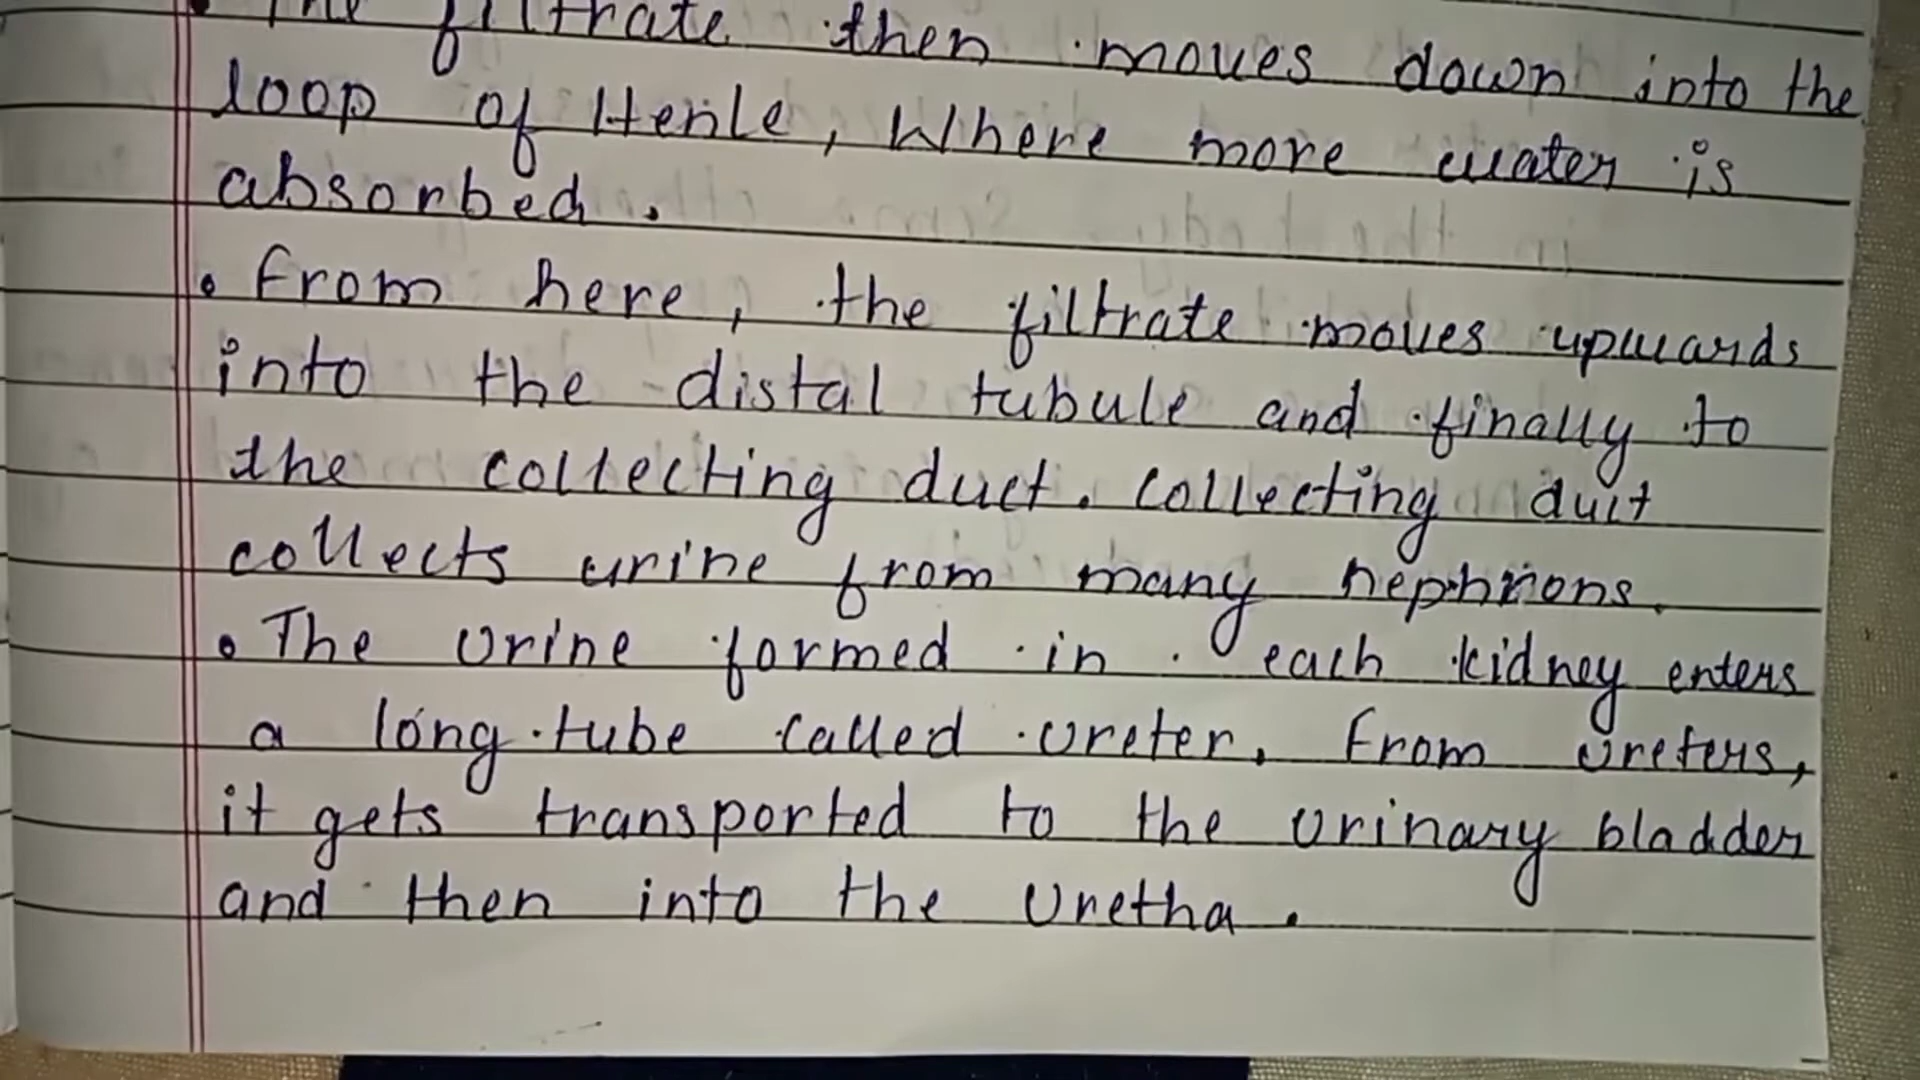 • The filtrate then moves down into the
loop of Henle, Where more water is
absorbed.
• From here, the filtrate moves upwards
into the distal tubule and finally to
the collecting duct. Collecting duct
collects urine from many nephrons.
• The Urine formed in each kidney enters
a long tube called ureter. From ureters,
it gets transported to the urinary bladder
and then into the Uretha.